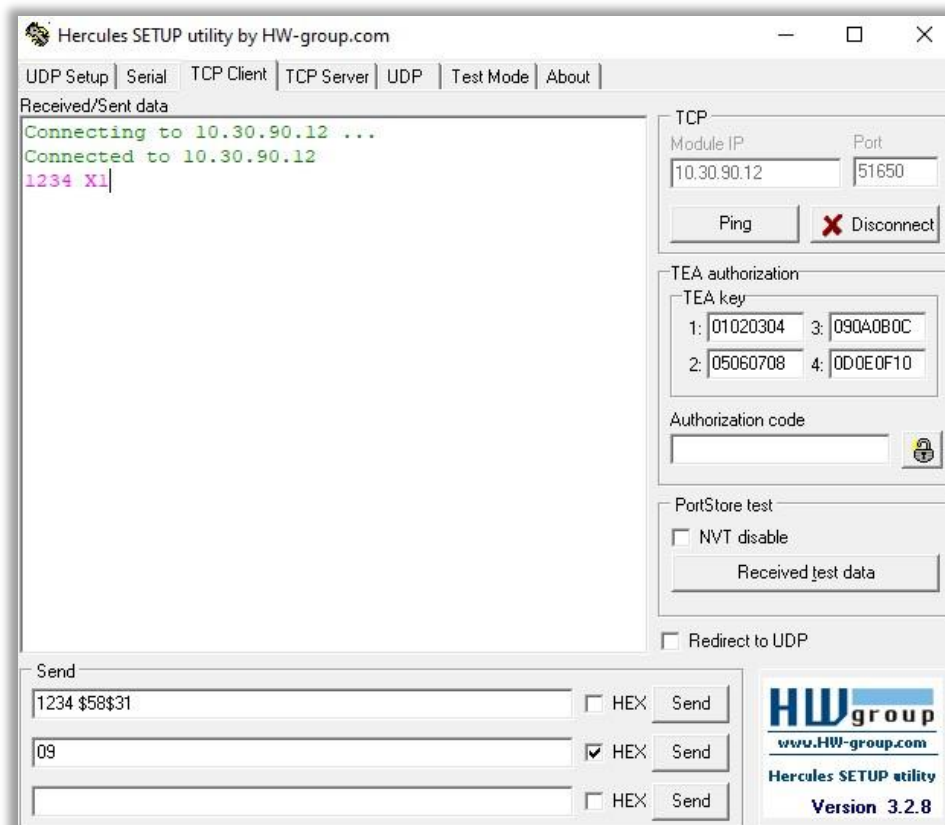 Hercules SETUP utility by HW-group.com
UDP Setup Serial TCP Client TCP Server UDP Test Mode About
Received/Sent data
Connecting to 10.30.90.12 ...
Connected to 10.30.90.12
1234 X1
TCP
Module IP Port
10.30.90.12 51650
Ping Disconnect
TEA authorization
TEA key
1: 01020304 3: 090A0B0C
2: 05060708 4: 0D0E0F10
Authorization code
PortStore test
NVT disable
Received test data
Redirect to UDP
Send
1234 $58$31 HEX Send
09 HEX Send
HEX Send
HWgroup
www.HW-group.com
Hercules SETUP utility
Version 3.2.8